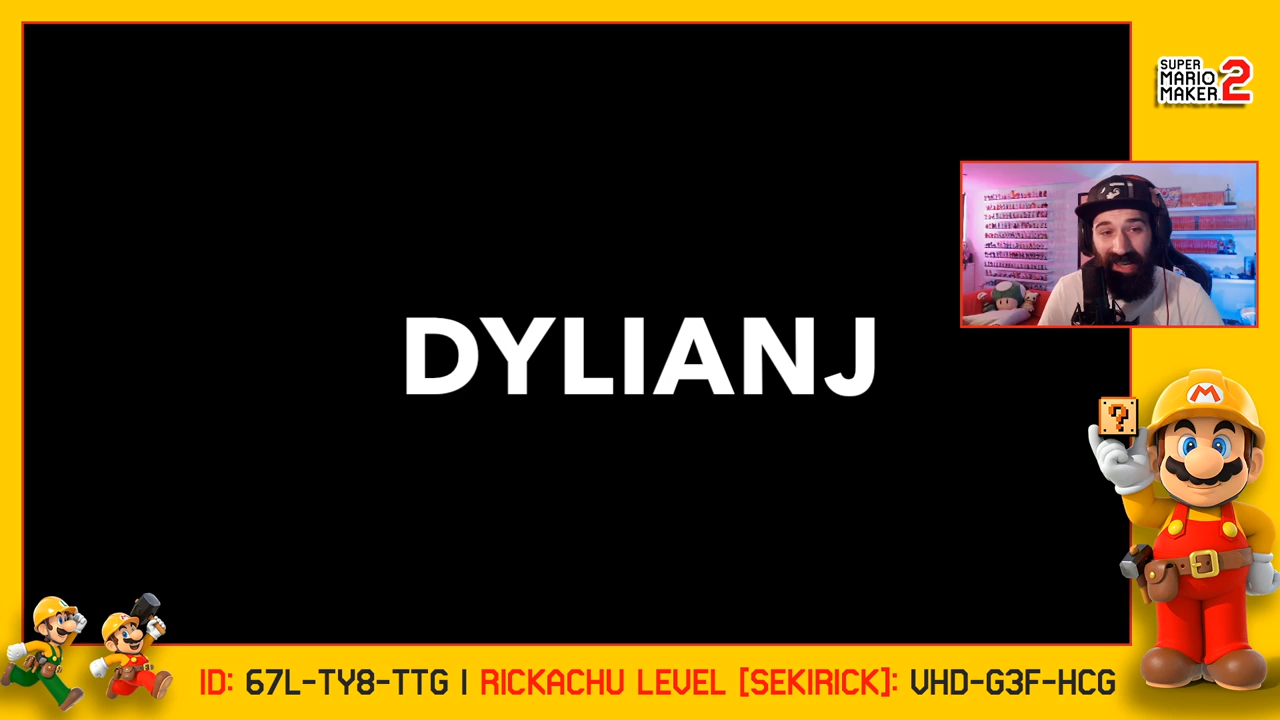 SUPER
MARIO
MAKER 2
DYLIANJ
ID: 67L-TY8-TTG | RICKACHU LEVEL [SEKIRICK]: VHD-G3F-HCG